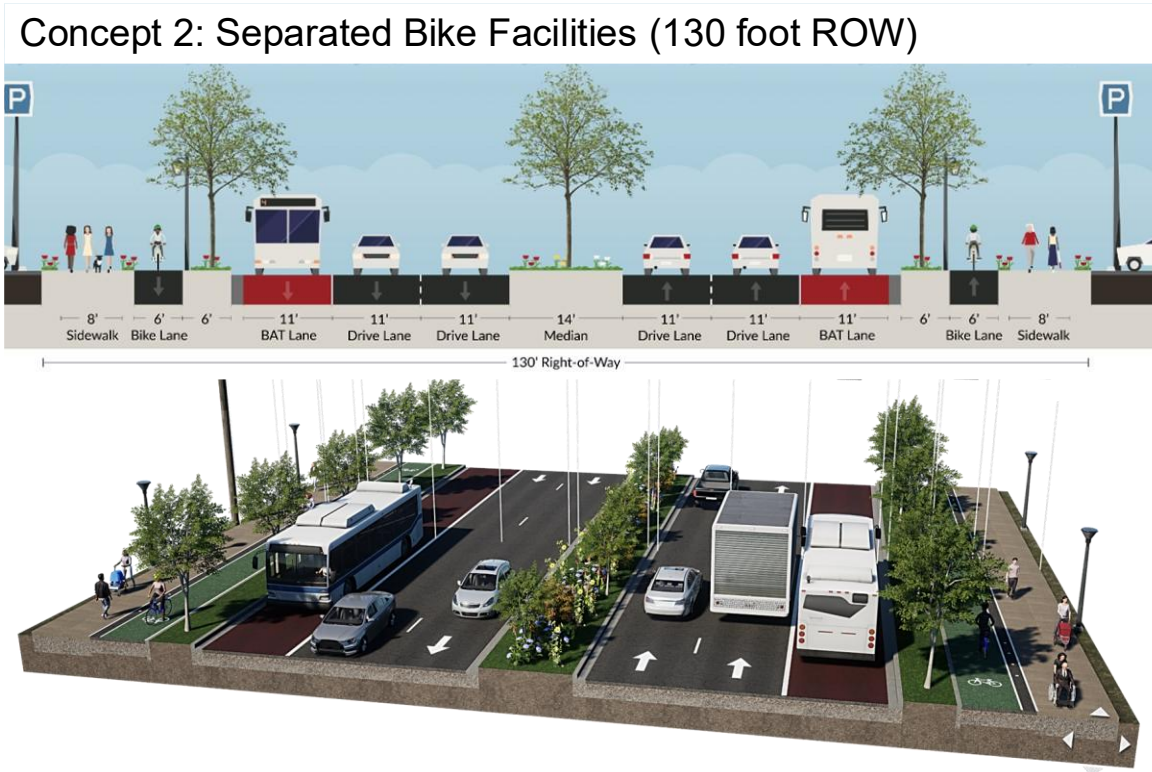 Concept 2: Separated Bike Facilities (130 foot ROW)
P
P
8' 6' 6' 11' 11' 11' 14' 11' 11' 11' 6' 6' 8'
Sidewalk Bike Lane BAT Lane Drive Lane Drive Lane Median Drive Lane Drive Lane BAT Lane Bike Lane Sidewalk
130' Right-of-Way